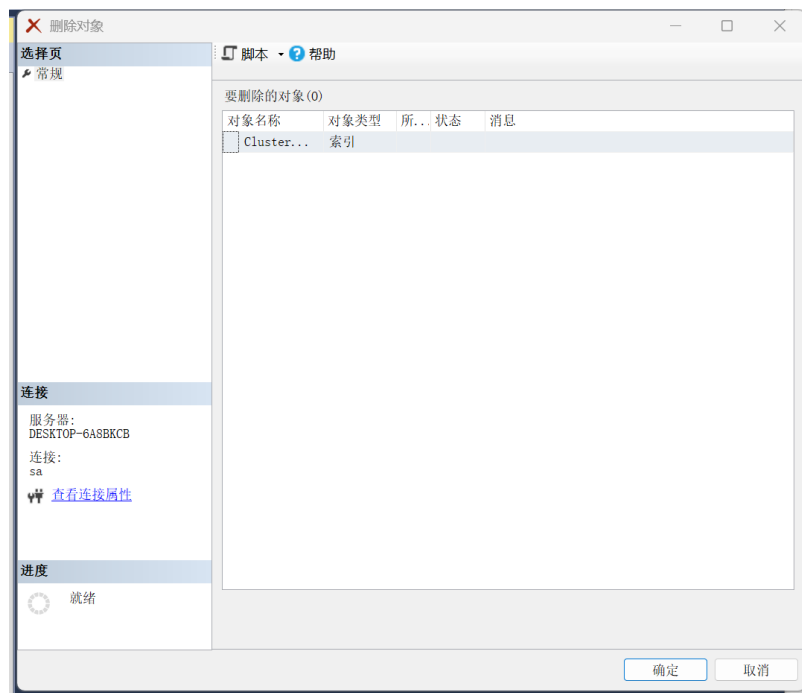 删除对象
选择页
常规
脚本 帮助
要删除的对象(0)
对象名称 对象类型 所... 状态 消息
Cluster... 索引
连接
服务器:
DESKTOP-6A8BKCB
连接:
sa
查看连接属性
进度
就绪
确定 取消